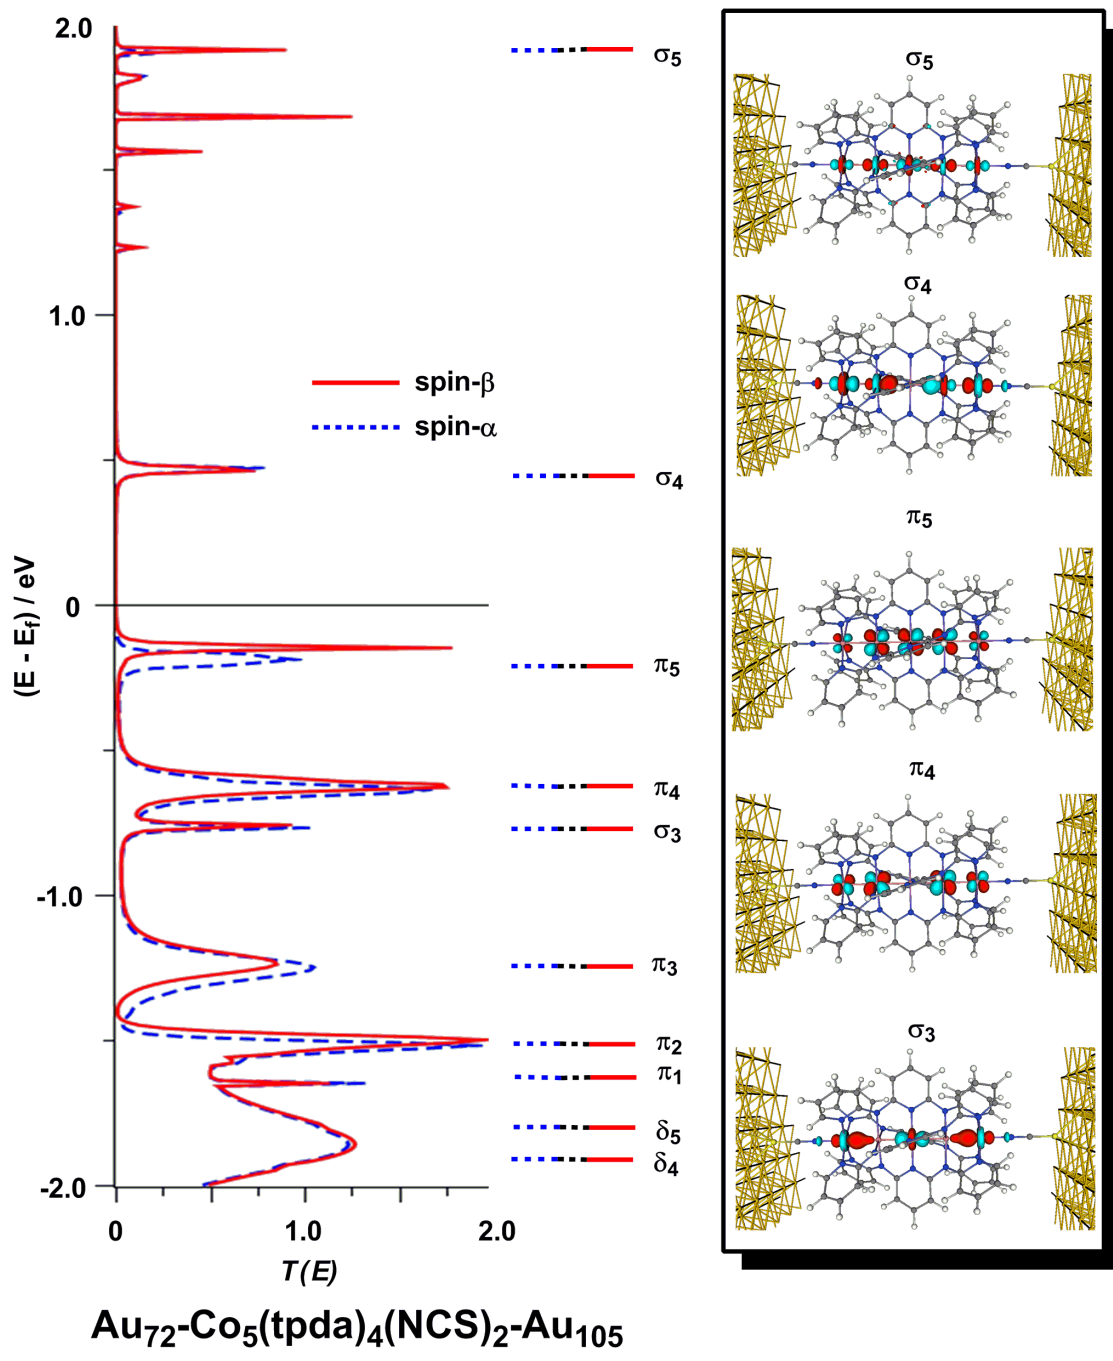 2.0
1.0
0
-1.0
-2.0
(E - E_f) / eV
0
1.0
2.0
T(E)
spin-β
spin-α
σ5
σ4
π5
π4
σ3
π3
π2
π1
δ5
δ4
σ5
σ4
π5
π4
σ3
Au72-Co5(tpda)4(NCS)2-Au105